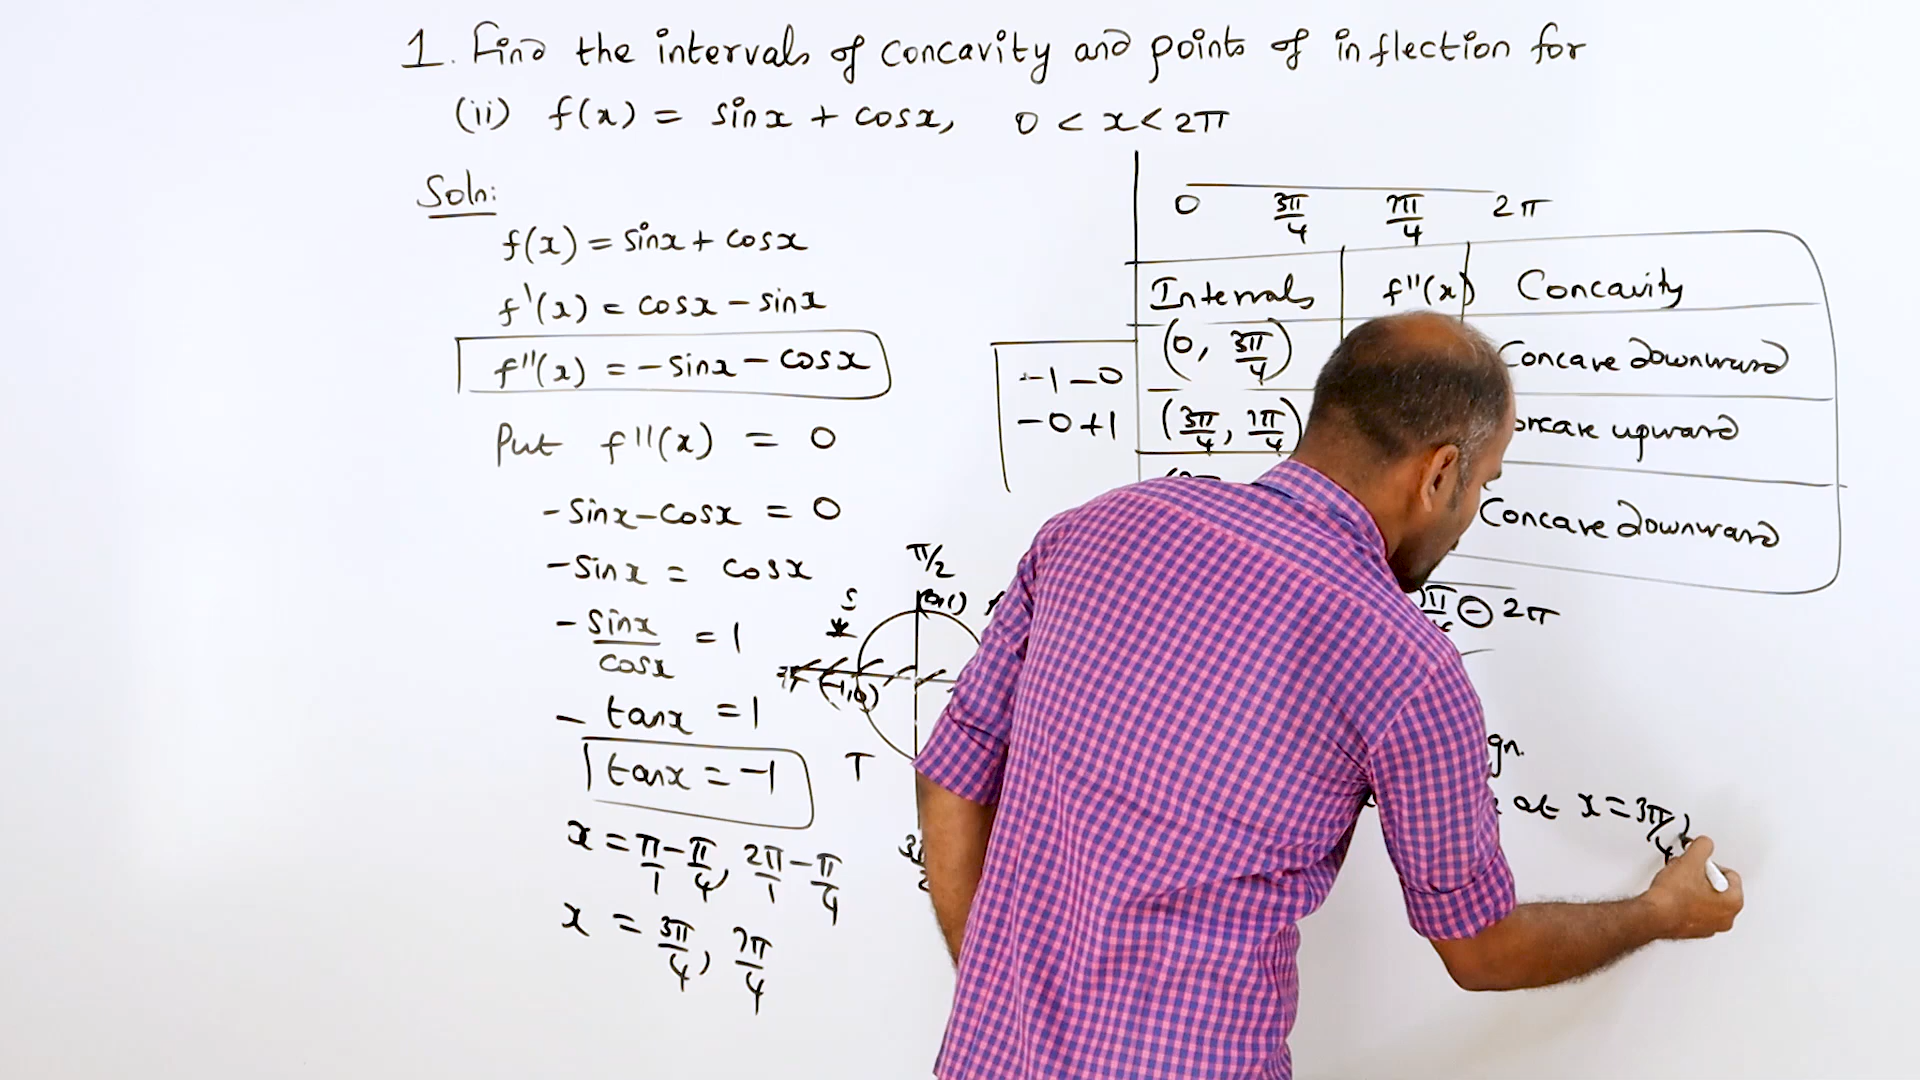 1. Find the intervals of concavity and points of inflection for
(ii) f(x) = sinx + cosx, 0 < x < 2π
Soln:
f(x) = sinx + cosx
f'(x) = cosx - sinx
f''(x) = - sinx - cosx
Put f''(x) = 0
- sinx - cosx = 0
- sinx = cosx
- sinx/cosx = 1
- tanx = 1
tanx = -1
x = π/1 - π/4, 2π/1 - π/4
x = 3π/4, 7π/4
π/2
(0,1)
S
(-1,0)
T
0 3π/4 7π/4 2π
Intervals f''(x) Concavity
(0, 3π/4) Concave downward
(3π/4, 7π/4) upward
Concave downward
-1-0
-0+1
- 2π
at x = 3π/4,